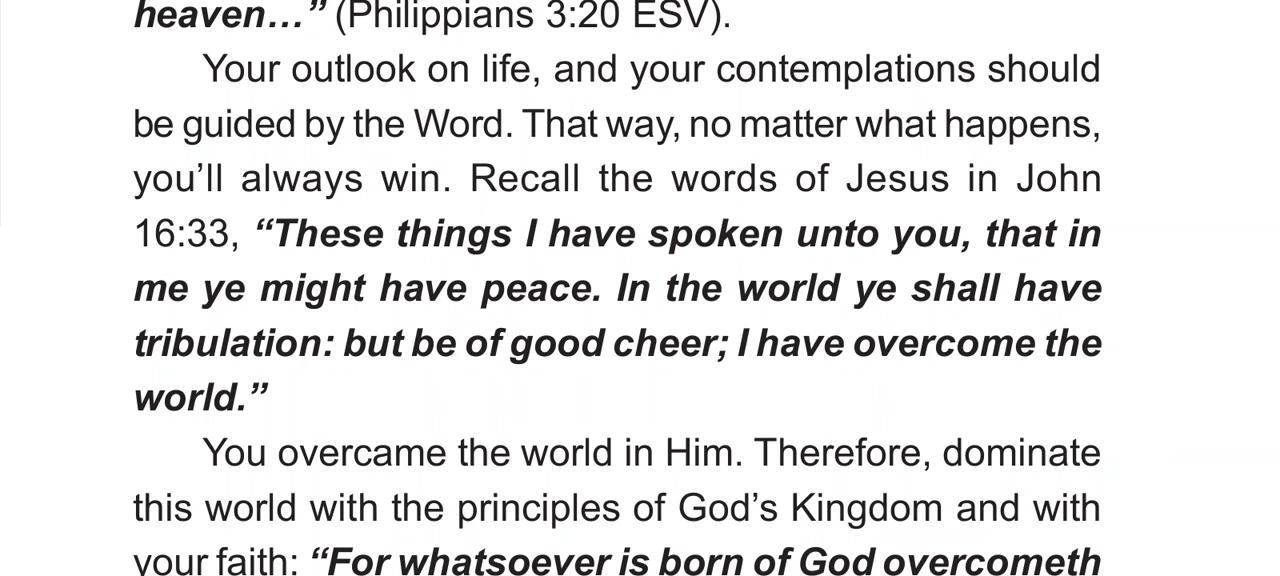 heaven…” (Philippians 3:20 ESV).
Your outlook on life, and your contemplations should
be guided by the Word. That way, no matter what happens,
you’ll always win. Recall the words of Jesus in John
16:33, “These things I have spoken unto you, that in
me ye might have peace. In the world ye shall have
tribulation: but be of good cheer; I have overcome the
world.”
You overcame the world in Him. Therefore, dominate
this world with the principles of God’s Kingdom and with
your faith: “For whatsoever is born of God overcometh